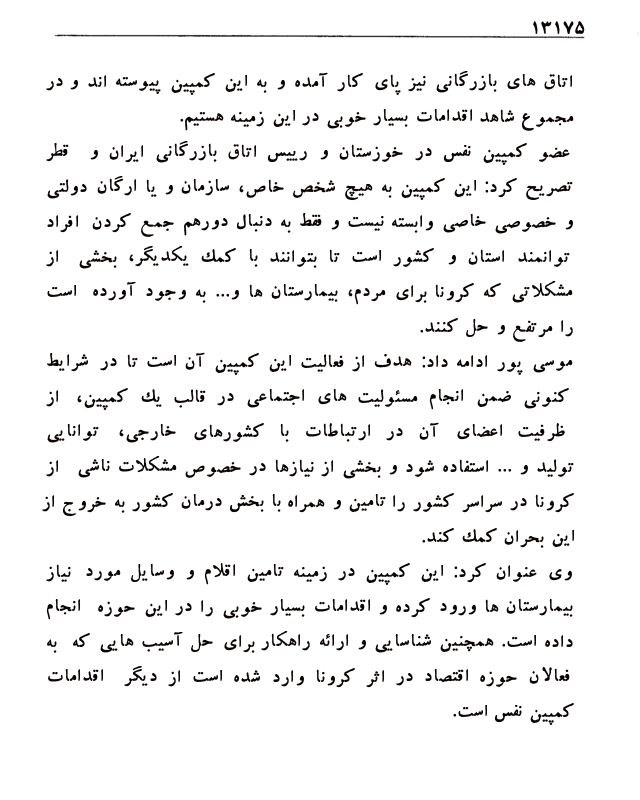 ۱۳۱۷۵
اتاق های بازرگانی نیز پای کار آمده و به این کمپین پیوسته اند و در
مجموع شاهد اقدامات بسیار خوبی در این زمینه هستیم.
عضو کمپین نفس در خوزستان و رییس اتاق بازرگانی ایران و قطر
تصریح کرد: این کمپین به هیچ شخص خاص، سازمان و یا ارگان دولتی
و خصوصی خاصی وابسته نیست و فقط به دنبال دورهم جمع کردن افراد
توانمند استان و کشور است تا بتوانند با کمك یکدیگر، بخشی از
مشکلاتی که کرونا برای مردم، بیمارستان ها و... به وجود آورده است
را مرتفع و حل کنند.
موسی پور ادامه داد: هدف از فعالیت این کمپین آن است تا در شرایط
کنونی ضمن انجام مسئولیت های اجتماعی در قالب یك کمپین، از
ظرفیت اعضای آن در ارتباطات با کشورهای خارجی، توانایی
تولید و ... استفاده شود و بخشی از نیازها در خصوص مشکلات ناشی از
کرونا در سراسر کشور را تامین و همراه با بخش درمان کشور به خروج از
این بحران کمك کند.
وی عنوان کرد: این کمپین در زمینه تامین اقلام و وسایل مورد نیاز
بیمارستان ها ورود کرده و اقدامات بسیار خوبی را در این حوزه انجام
داده است. همچنین شناسایی و ارائه راهکار برای حل آسیب هایی که به
فعالان حوزه اقتصاد در اثر کرونا وارد شده است از دیگر اقدامات
کمپین نفس است.